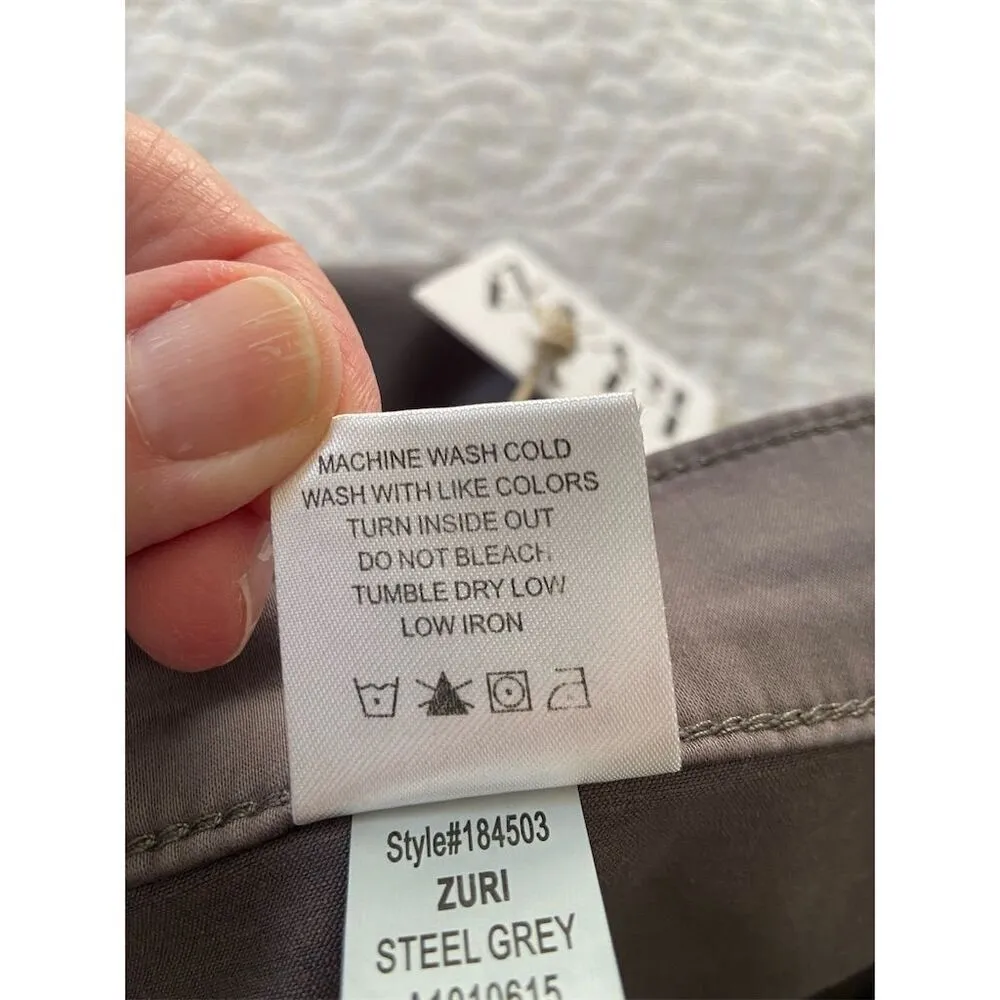 MACHINE WASH COLD
WASH WITH LIKE COLORS
TURN INSIDE OUT
DO NOT BLEACH
TUMBLE DRY LOW
LOW IRON
Style#184503
ZURI
STEEL GREY
A1010615